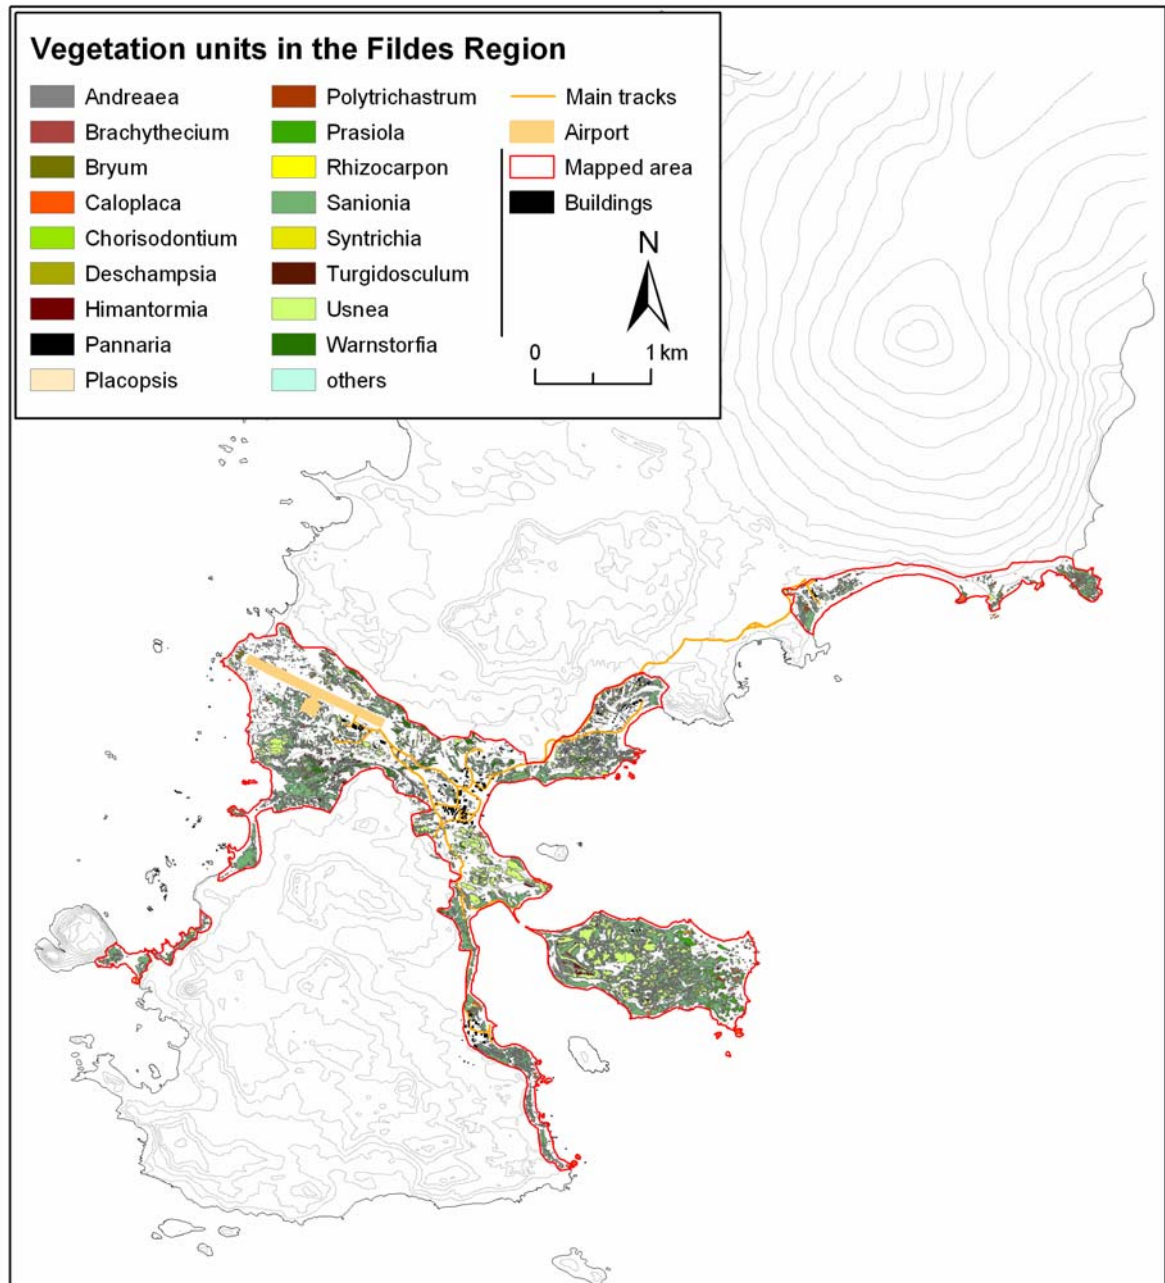 Vegetation units in the Fildes Region
Andreaea
Brachythecium
Bryum
Caloplaca
Chorisodontium
Deschampsia
Himantormia
Pannaria
Placopsis
Polytrichastrum
Prasiola
Rhizocarpon
Sanionia
Syntrichia
Turgidosculum
Usnea
Warnstorfia
others
Main tracks
Airport
Mapped area
Buildings
N
0 1 km